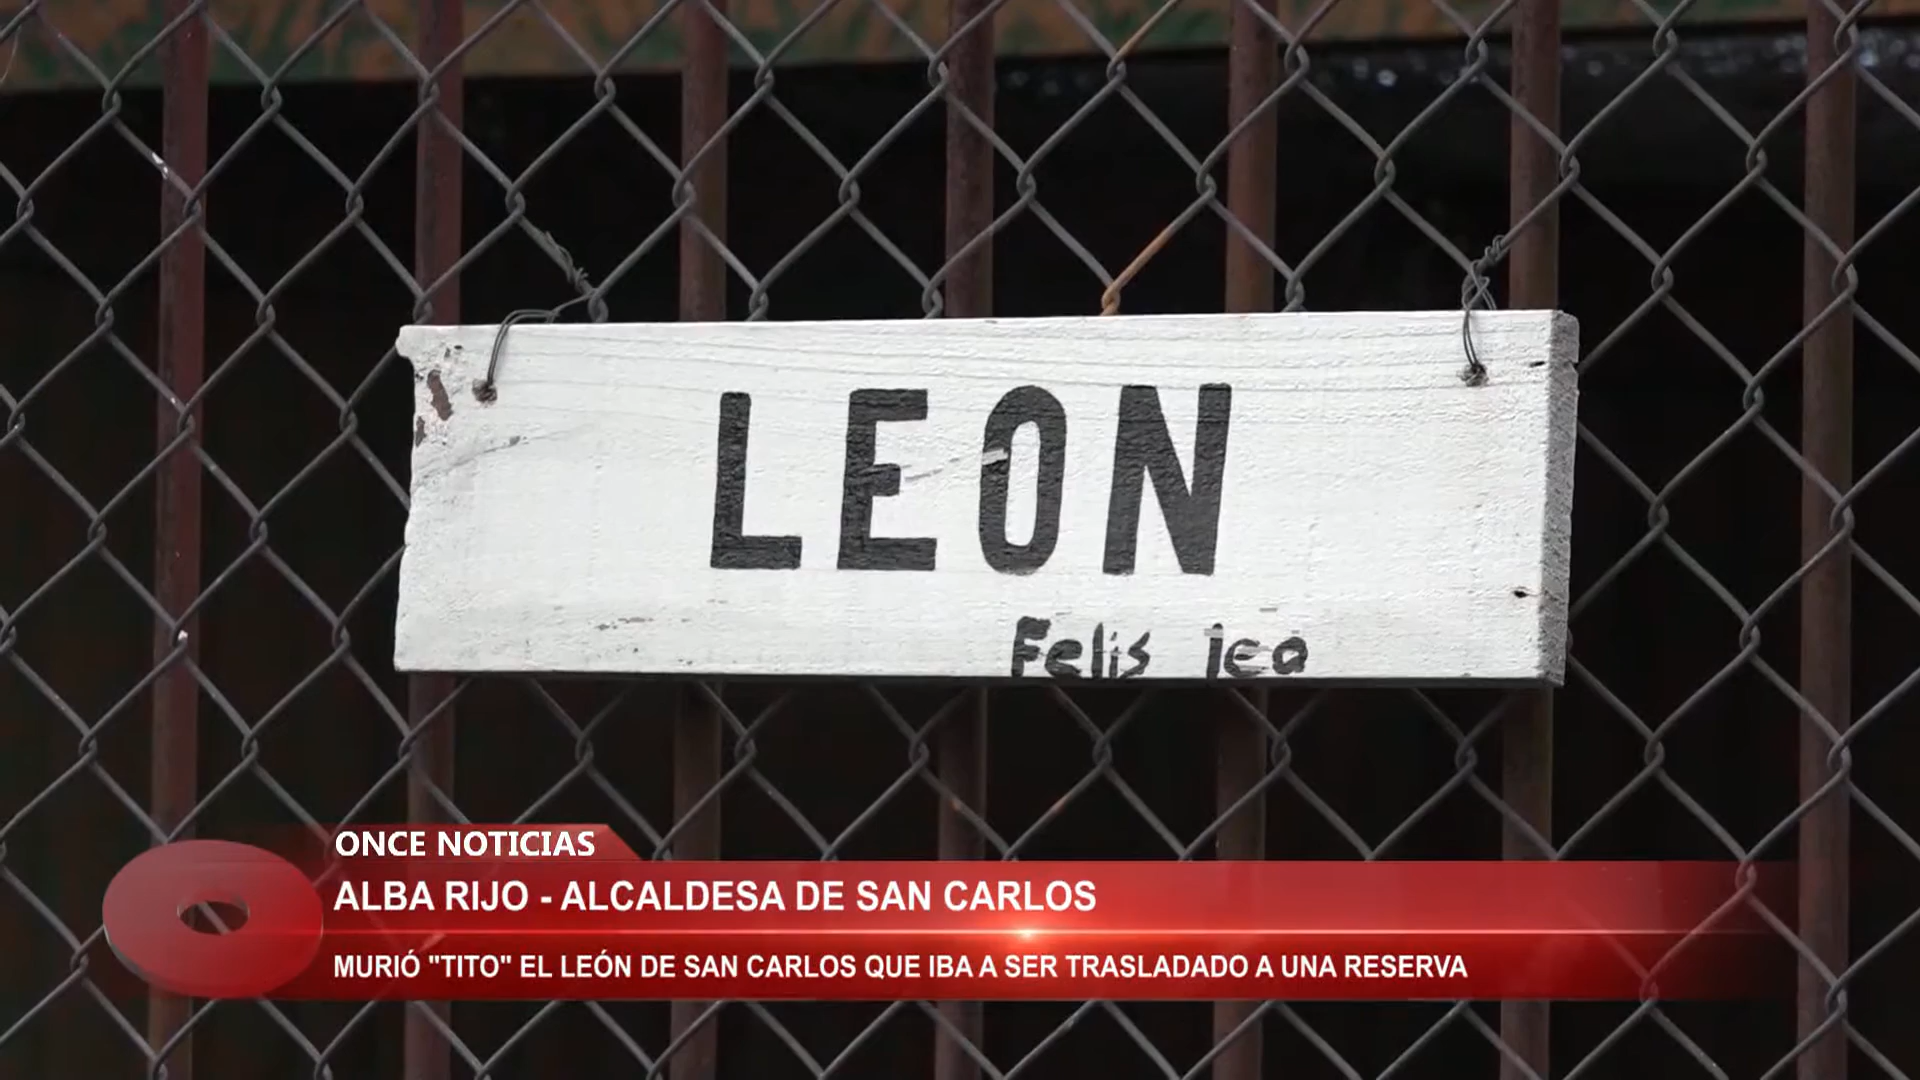 LEON
Felis leo
ONCE NOTICIAS
ALBA RIJO - ALCALDESA DE SAN CARLOS
MURIÓ "TITO" EL LEÓN DE SAN CARLOS QUE IBA A SER TRASLADADO A UNA RESERVA